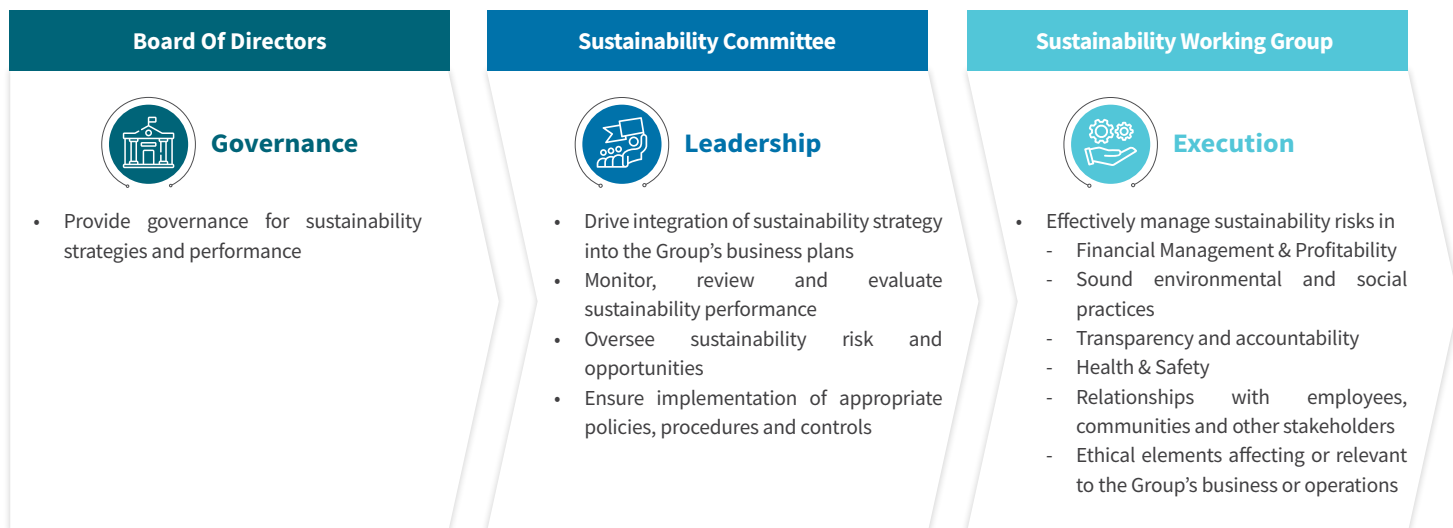 Board Of Directors
Governance
• Provide governance for sustainability
strategies and performance
Sustainability Committee
Leadership
• Drive integration of sustainability strategy
into the Group’s business plans
• Monitor, review and evaluate
sustainability performance
• Oversee sustainability risk and
opportunities
• Ensure implementation of appropriate
policies, procedures and controls
Sustainability Working Group
Execution
• Effectively manage sustainability risks in
- Financial Management & Profitability
- Sound environmental and social
practices
- Transparency and accountability
- Health & Safety
- Relationships with employees,
communities and other stakeholders
- Ethical elements affecting or relevant
to the Group’s business or operations